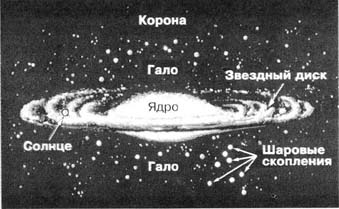 Корона
Гало
Звездный диск
Ядро
Солнце
Гало
Шаровые
скопления